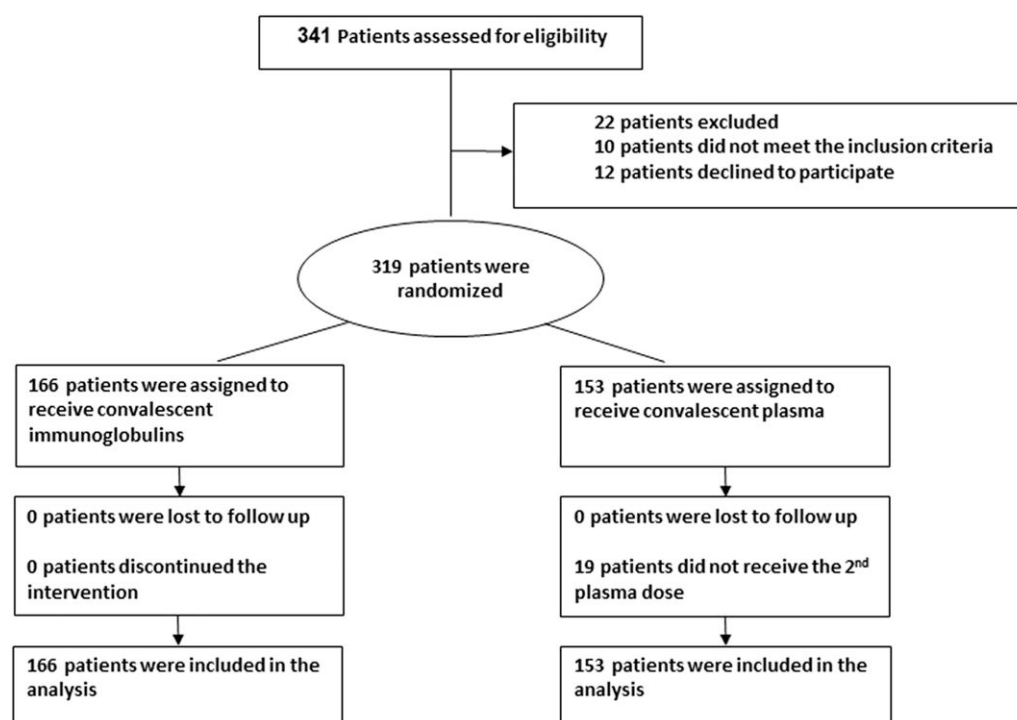 341 Patients assessed for eligibility
22 patients excluded
10 patients did not meet the inclusion criteria
12 patients declined to participate
319 patients were
randomized
166 patients were assigned to
receive convalescent
immunoglobulins
153 patients were assigned to
receive convalescent plasma
0 patients were lost to follow up
0 patients discontinued the
intervention
0 patients were lost to follow up
19 patients did not receive the 2nd
plasma dose
166 patients were included in the
analysis
153 patients were included in the
analysis